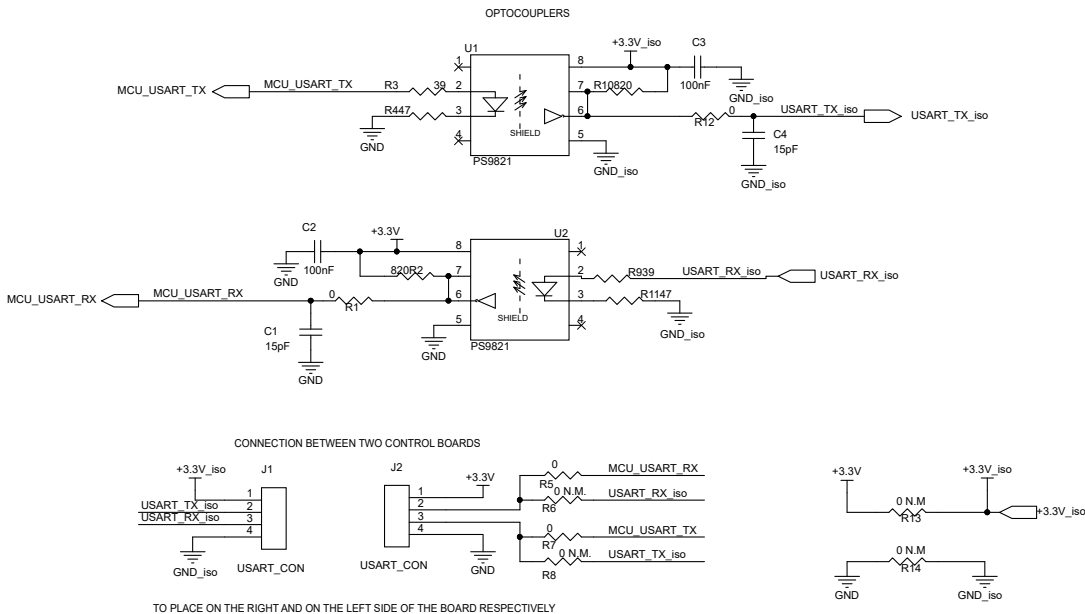 OPTOCOUPLERS
U1
+3.3V_iso
C3
1
8
100nF
GND_iso
MCU_USART_TX
MCU_USART_TX
R3
39
2
7
R10820
R447
3
6
0
R12
USART_TX_iso
USART_TX_iso
GND
SHIELD
4
5
C4
15pF
PS9821
GND_iso
GND_iso
C2
+3.3V
U2
100nF
GND
8
1
820R2
7
2
R939
USART_RX_iso
USART_RX_iso
MCU_USART_RX
MCU_USART_RX
0
R1
6
3
R1147
C1
15pF
SHIELD
5
4
GND_iso
GND
PS9821
GND
CONNECTION BETWEEN TWO CONTROL BOARDS
+3.3V_iso
J1
J2
+3.3V
0
R5
MCU_USART_RX
1
USART_TX_iso
2
USART_RX_iso
3
4
GND_iso
USART_CON
1
2
3
4
USART_CON
GND
0 N.M.
R6
USART_RX_iso
0
R7
MCU_USART_TX
0 N.M.
R8
USART_TX_iso
+3.3V
+3.3V_iso
0 N.M
R13
+3.3V_iso
0 N.M
R14
GND
GND_iso
TO PLACE ON THE RIGHT AND ON THE LEFT SIDE OF THE BOARD RESPECTIVELY